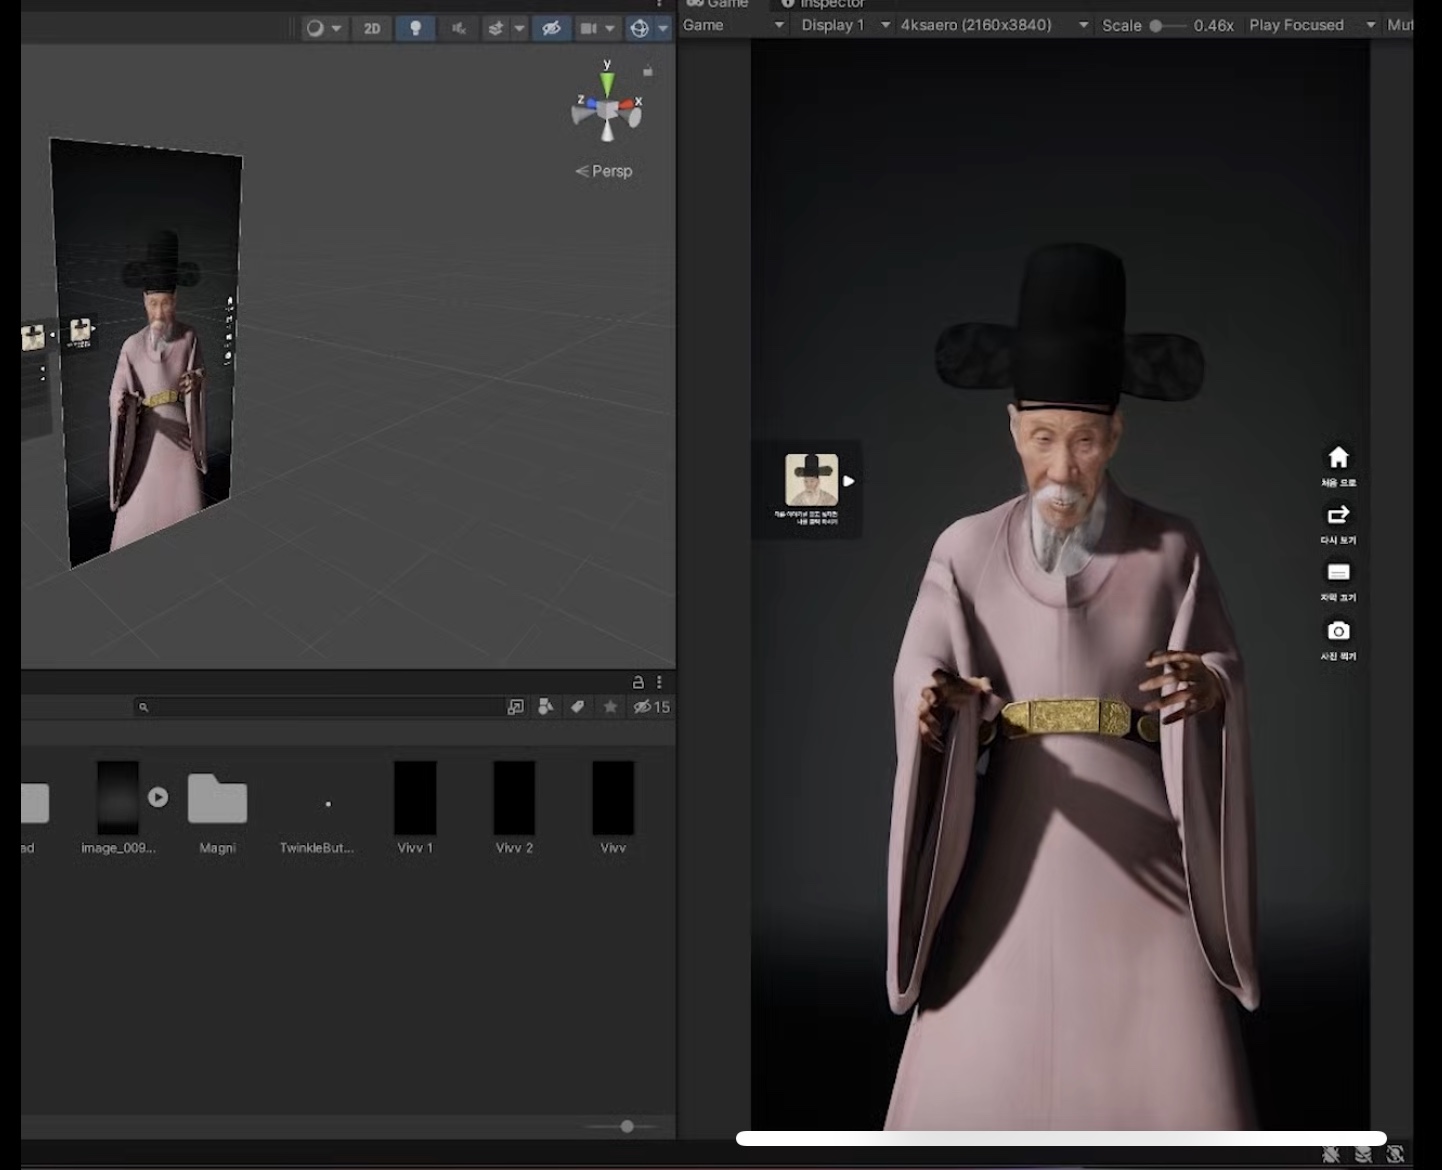 Game
Inspector
2D
Game
Display 1
4ksaero (2160x3840)
Scale
0.46x
Play Focused
Mut
y
z
x
Persp
처음 으로
다시 보기
자막 끄기
사진 찍기
15
ad
image_009...
Magni
TwinkleBut...
Vivv 1
Vivv 2
Vivv